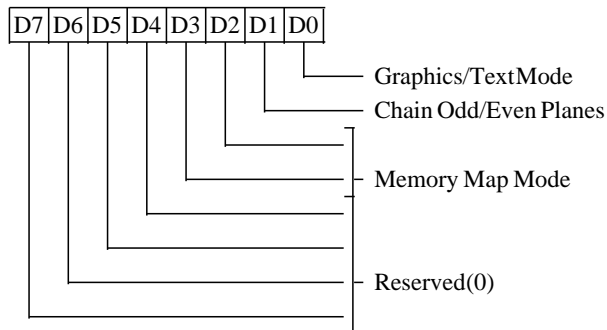 D7 D6 D5 D4 D3 D2 D1 D0
Graphics/TextMode
Chain Odd/Even Planes
Memory Map Mode
Reserved(0)